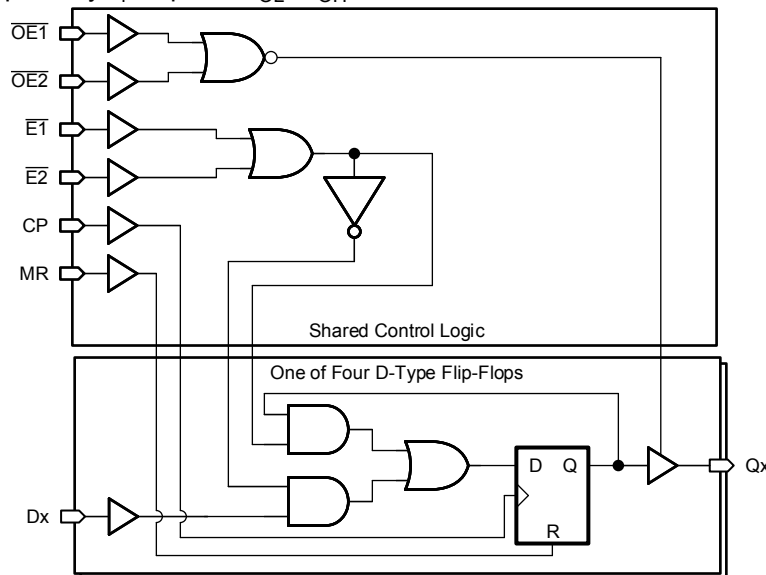 OE1
OE2
E1
E2
CP
MR
Shared Control Logic
One of Four D-Type Flip-Flops
D Q
R
Dx
Qx